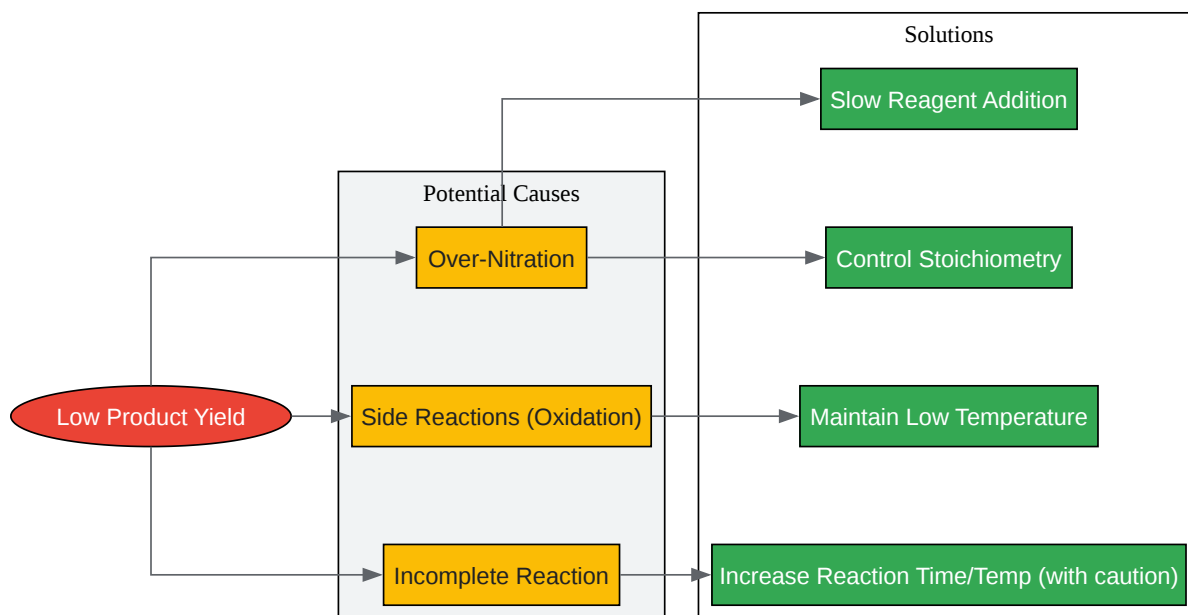 Solutions
Slow Reagent Addition
Potential Causes
Over-Nitration
Control Stoichiometry
Low Product Yield
Side Reactions (Oxidation)
Maintain Low Temperature
Incomplete Reaction
Increase Reaction Time/Temp (with caution)